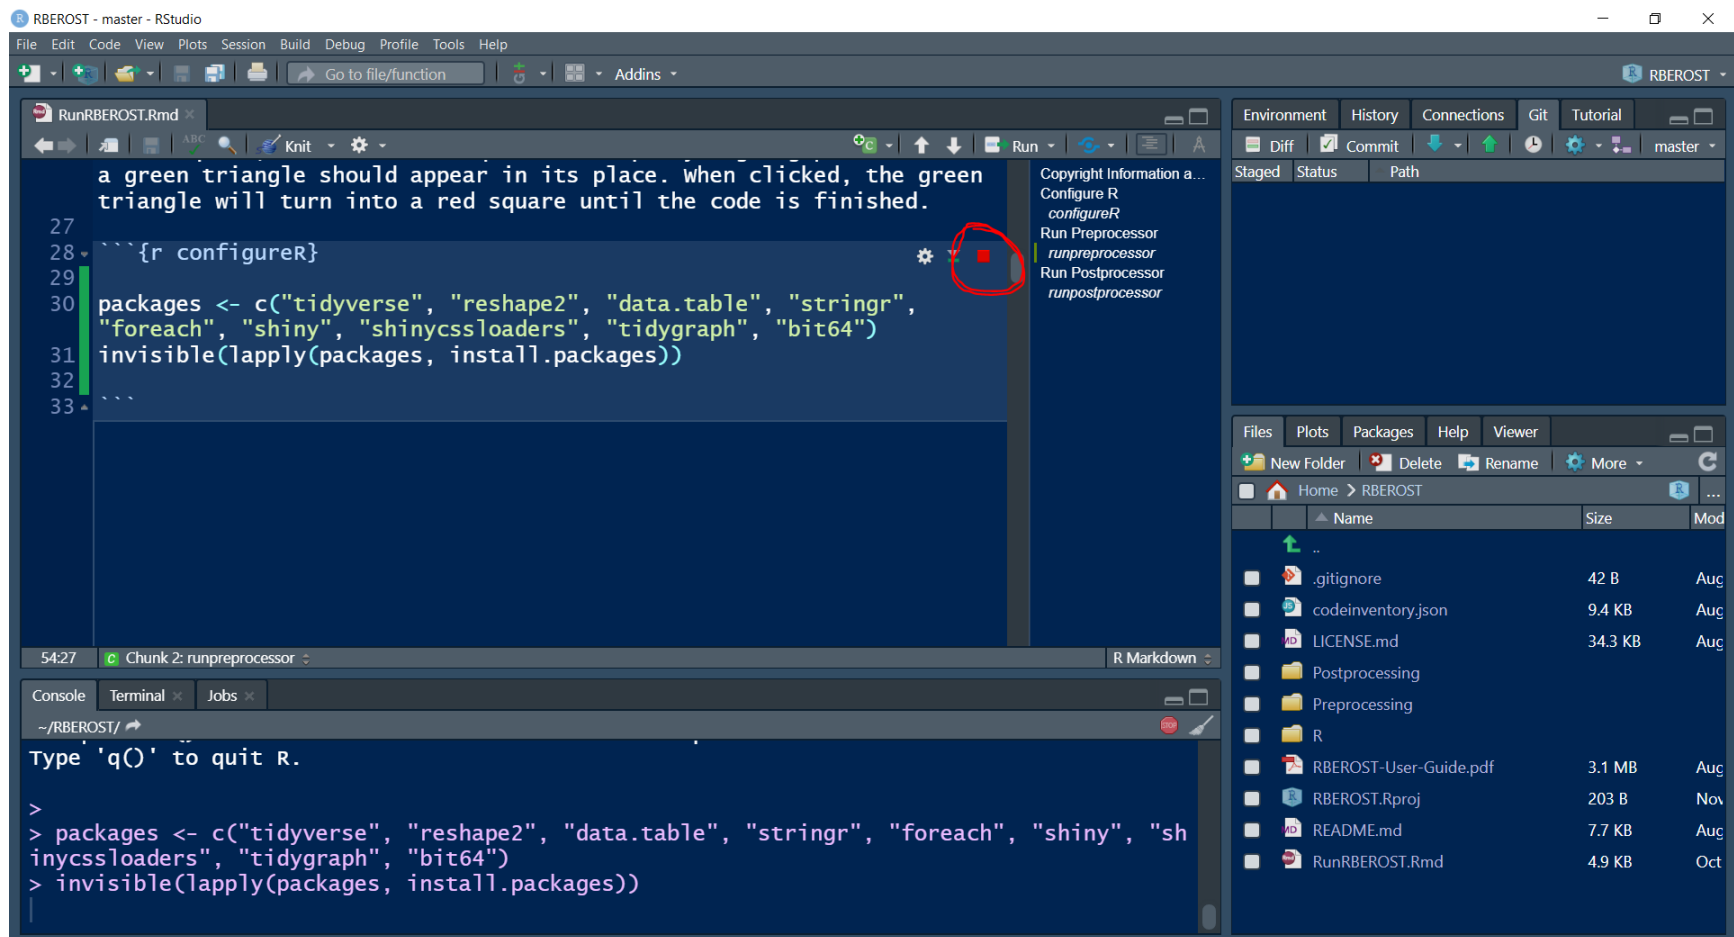 RBEROST - master - RStudio
File Edit Code View Plots Session Build Debug Profile Tools Help
Go to file/function
Addins
RBEROST
RunRBEROST.Rmd
Knit
Run
a green triangle should appear in its place. When clicked, the green
triangle will turn into a red square until the code is finished.
27
28 ```{r configureR}
29
30 packages <- c("tidyverse", "reshape2", "data.table", "stringr",
"foreach", "shiny", "shinycssloaders", "tidygraph", "bit64")
31 invisible(lapply(packages, install.packages))
32
33 ```
Copyright Information a...
Configure R
configureR
Run Preprocessor
runpreprocessor
Run Postprocessor
runpostprocessor
54:27 Chunk 2: runpreprocessor R Markdown
Console Terminal Jobs
~/RBEROST/
Type 'q()' to quit R.
>
> packages <- c("tidyverse", "reshape2", "data.table", "stringr", "foreach", "shiny", "sh
inycssloaders", "tidygraph", "bit64")
> invisible(lapply(packages, install.packages))
Environment History Connections Git Tutorial
Diff Commit master
Staged Status Path
Files Plots Packages Help Viewer
New Folder Delete Rename More
Home RBEROST ...
Name Size Mod
..
.gitignore 42 B Aug
codeinventory.json 9.4 KB Aug
LICENSE.md 34.3 KB Aug
Postprocessing
Preprocessing
R
RBEROST-User-Guide.pdf 3.1 MB Aug
RBEROST.Rproj 203 B Nov
README.md 7.7 KB Aug
RunRBEROST.Rmd 4.9 KB Oct